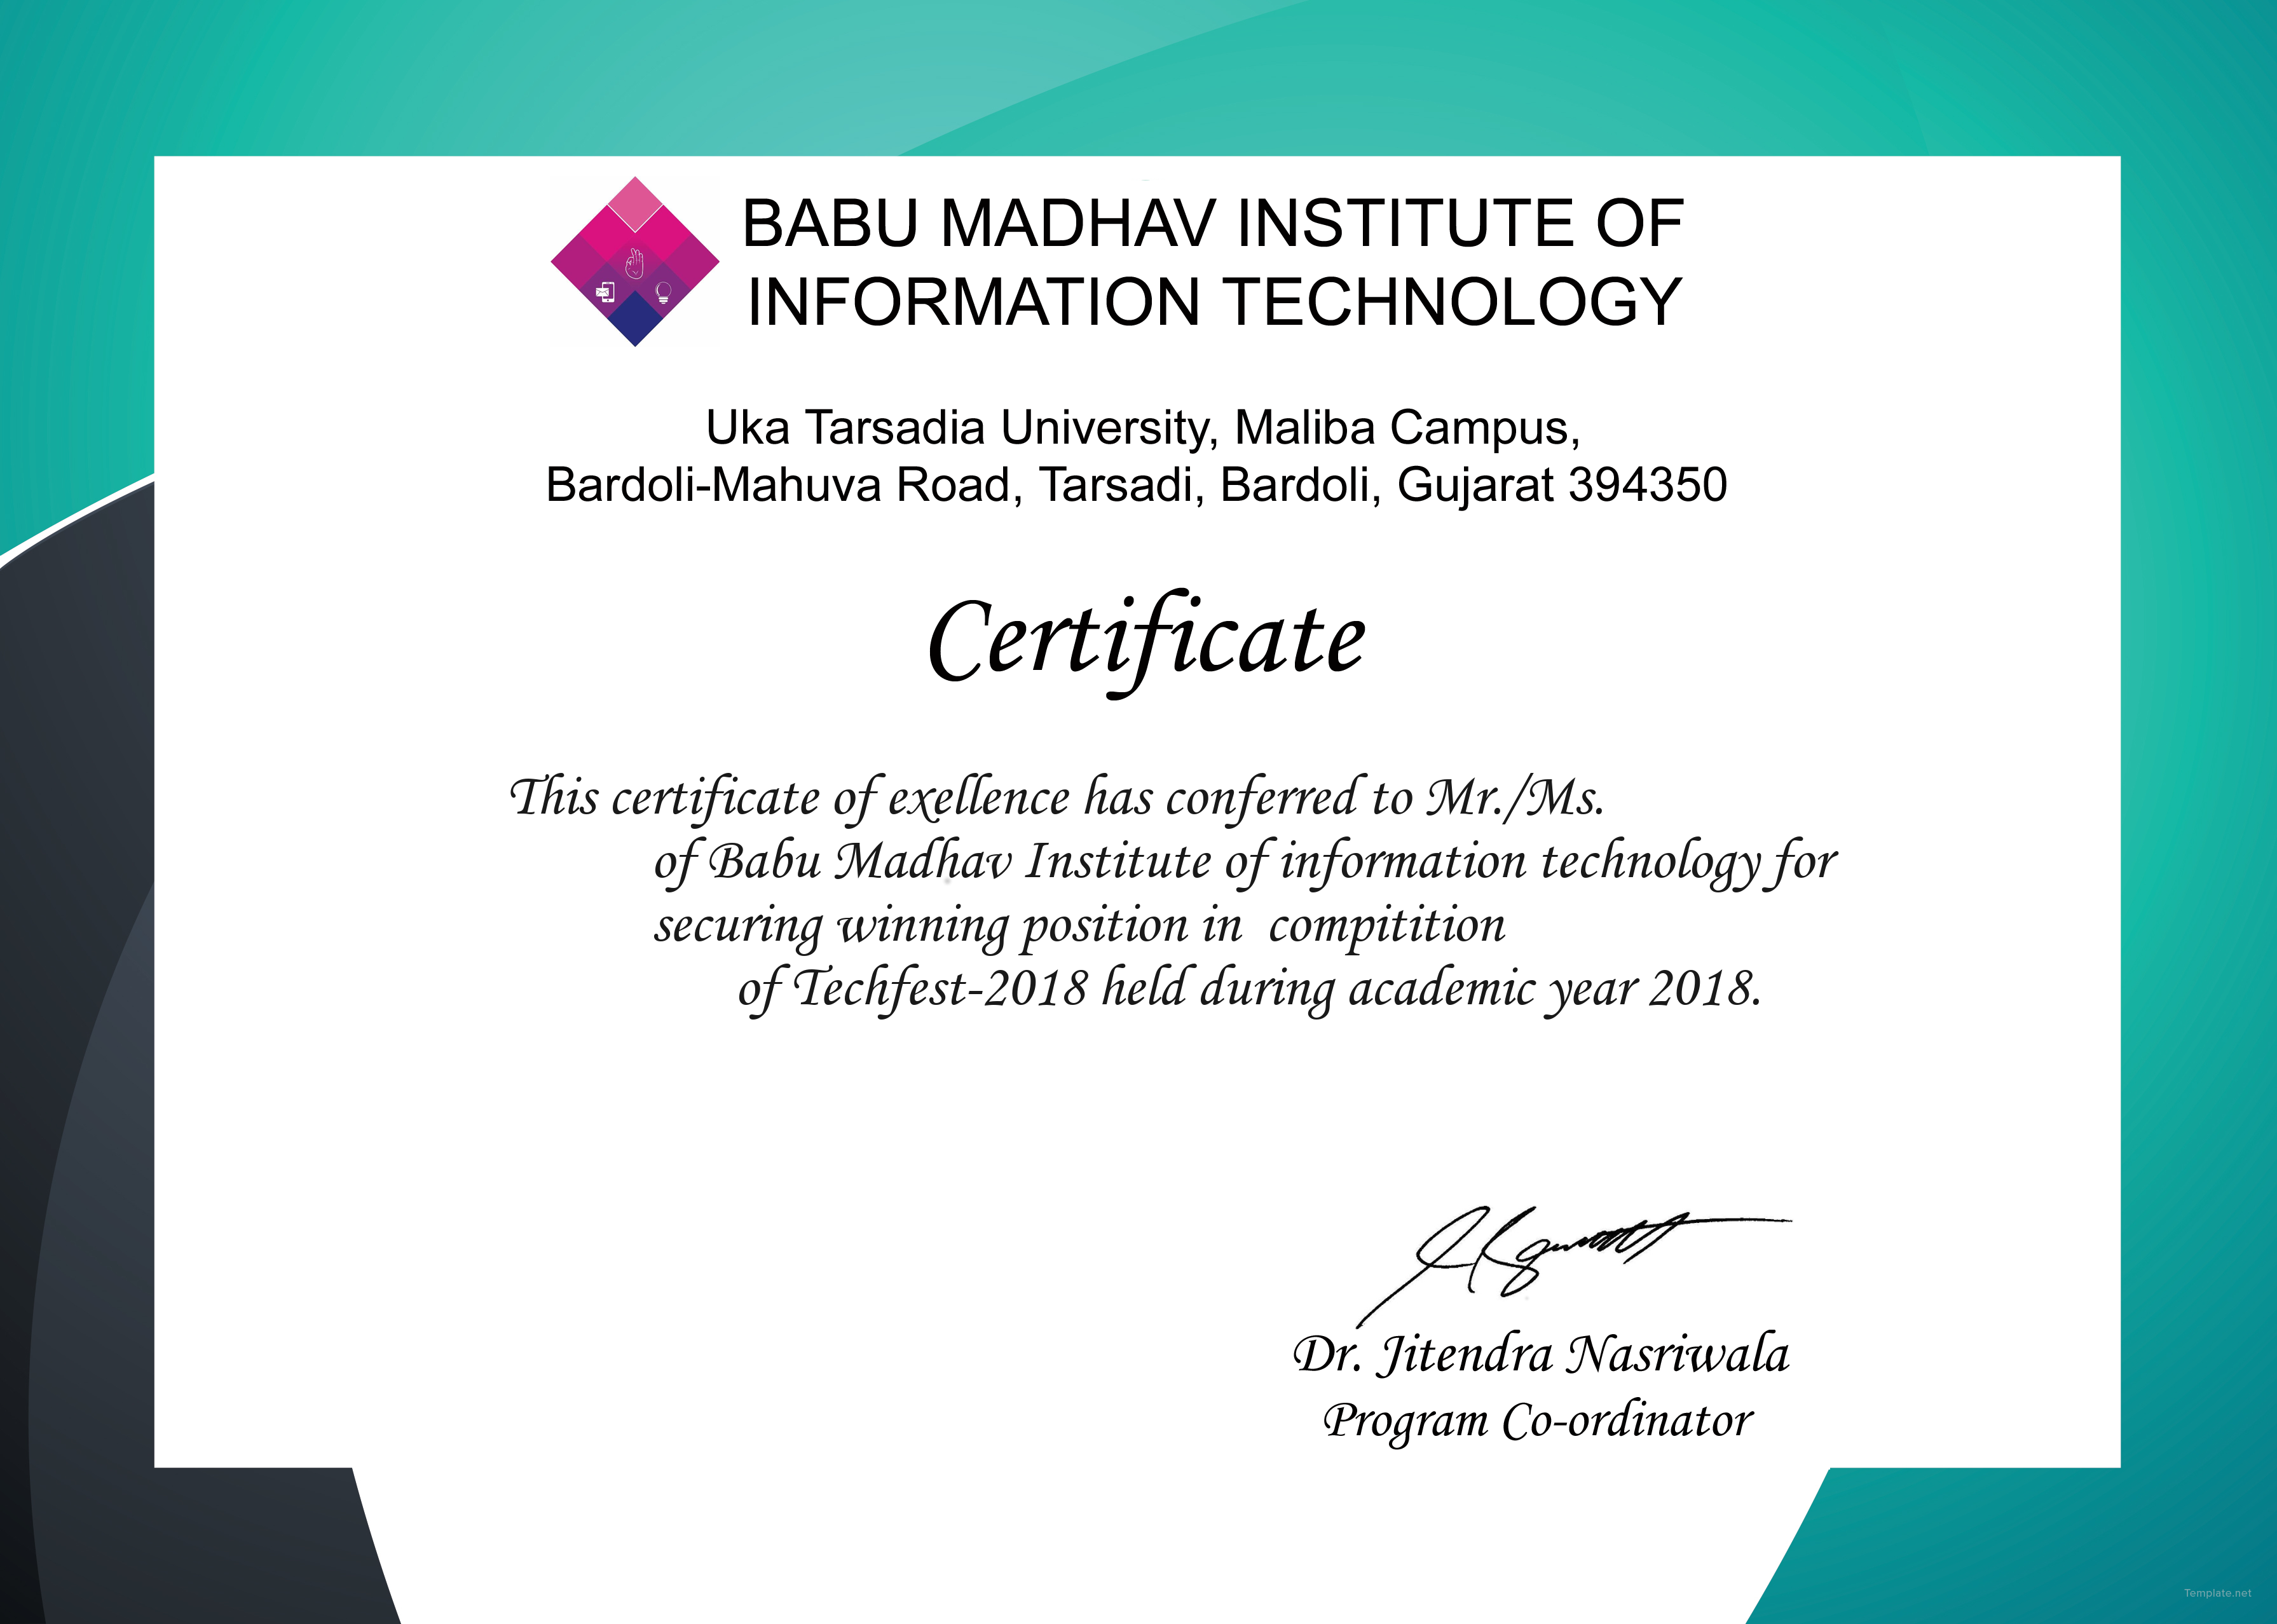 BABU MADHAV INSTITUTE OF
INFORMATION TECHNOLOGY
Uka Tarsadia University, Maliba Campus,
Bardoli-Mahuva Road, Tarsadi, Bardoli, Gujarat 394350
Certificate
This certificate of exellence has conferred to Mr./Ms.
of Babu Madhav Institute of information technology for
securing winning position in compitition
of Techfest-2018 held during academic year 2018.
Dr. Jitendra Nasriwala
Program Co-ordinator
Template.net